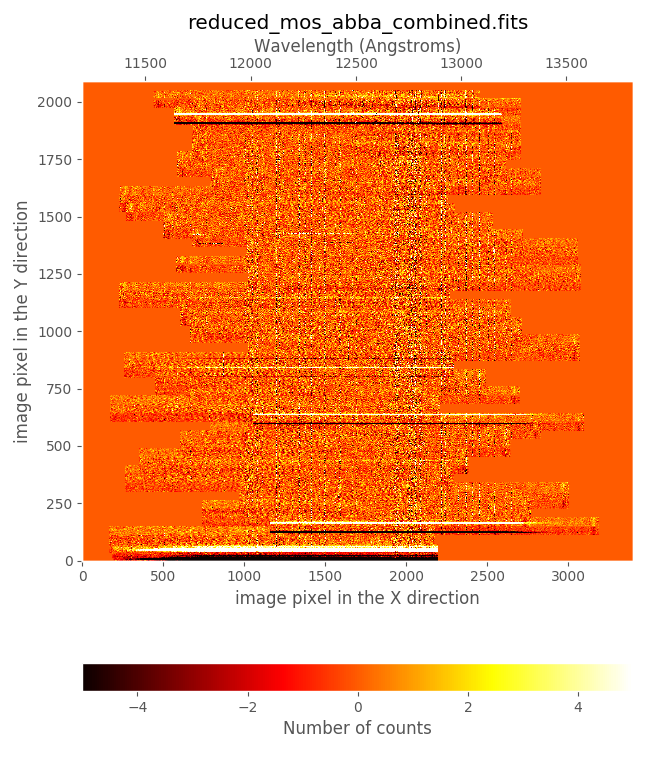 reduced_mos_abba_combined.fits
Wavelength (Angstroms)
11500 12000 12500 13000 13500
image pixel in the Y direction
2000
1750
1500
1250
1000
750
500
250
0
0 500 1000 1500 2000 2500 3000
image pixel in the X direction
−4 −2 0 2 4
Number of counts